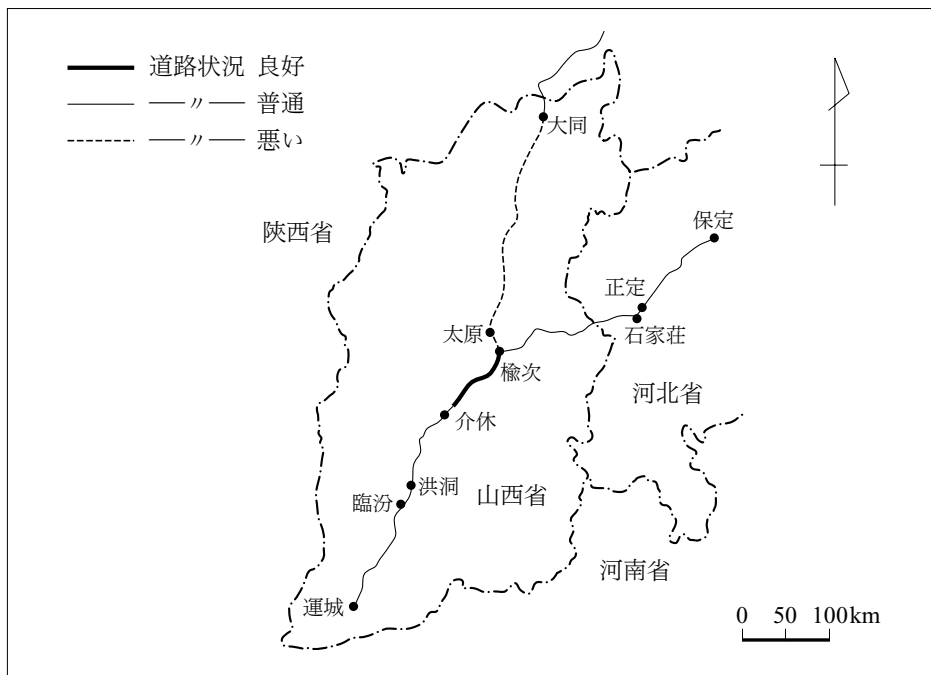 道路状況 良好
〃 普通
〃 悪い
大同
陝西省
保定
正定
石家荘
太原
楡次
河北省
介休
洪洞
山西省
臨汾
河南省
運城
0 50 100km